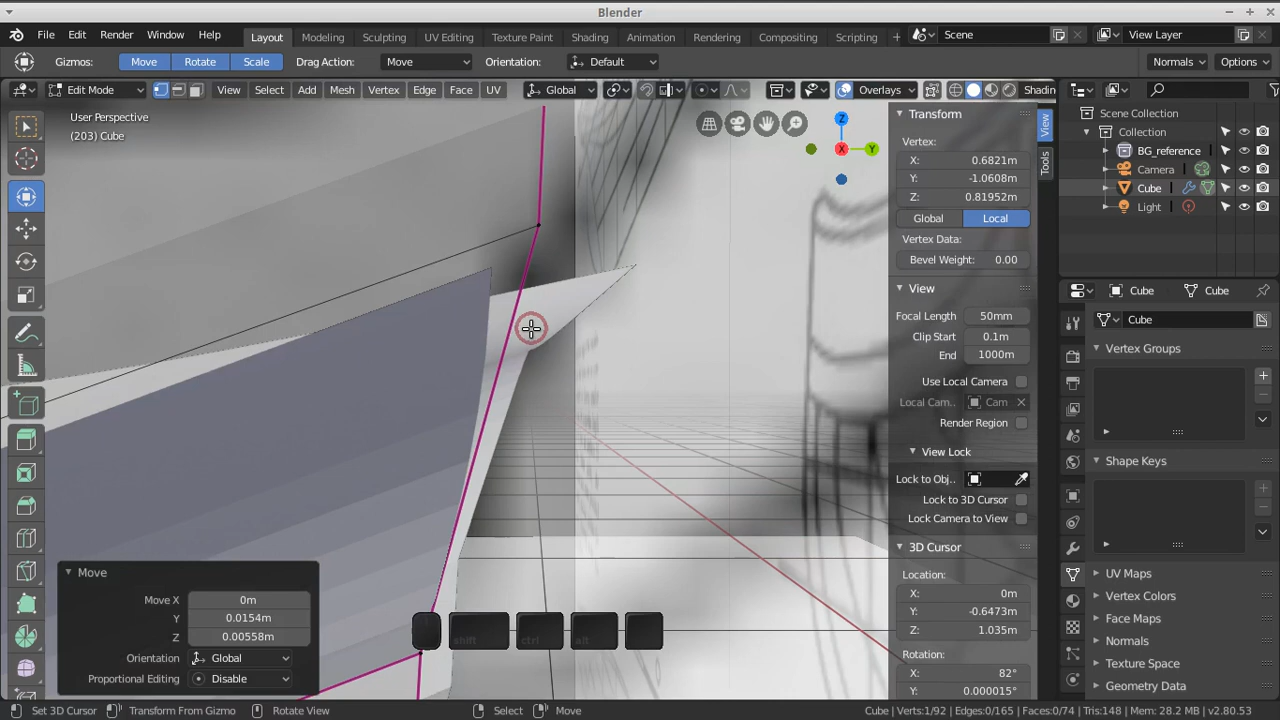 Blender
File Edit Render Window Help Layout Modeling Sculpting UV Editing Texture Paint Shading Animation Rendering Compositing Scripting + Scene View Layer
Gizmos: Move Rotate Scale Drag Action: Move Orientation: Default Normals Options
Edit Mode View Select Add Mesh Vertex Edge Face UV Global Overlays Shadin
User Perspective
(203) Cube
Z
X Y
Transform
Vertex:
X: 0.6821m
Y: -1.0608m
Z: 0.81952m
Global Local
Vertex Data:
Bevel Weight: 0.00
View
Focal Length 50mm
Clip Start 0.1m
End 1000m
Use Local Camera
Local Cam.. Cam
Render Region
View Lock
Lock to Obj..
Lock to 3D Cursor
Lock Camera to View
3D Cursor
Location:
X: 0m
Y: -0.6473m
Z: 1.035m
Rotation:
X: 82°
Y: 0.000015°
View
Tools
Scene Collection
Collection
BG_reference
Camera
Cube
Light
Cube Cube
Cube
Vertex Groups
Shape Keys
UV Maps
Vertex Colors
Face Maps
Normals
Texture Space
Geometry Data
Move
Move X 0m
Y 0.0154m
Z 0.00558m
Orientation Global
Proportional Editing Disable
shift ctrl alt
Set 3D Cursor Transform From Gizmo Rotate View Select Move Cube | Verts:1/92 | Edges:0/165 | Faces:0/74 | Tris:148 | Mem: 28.2 MB | v2.80.53